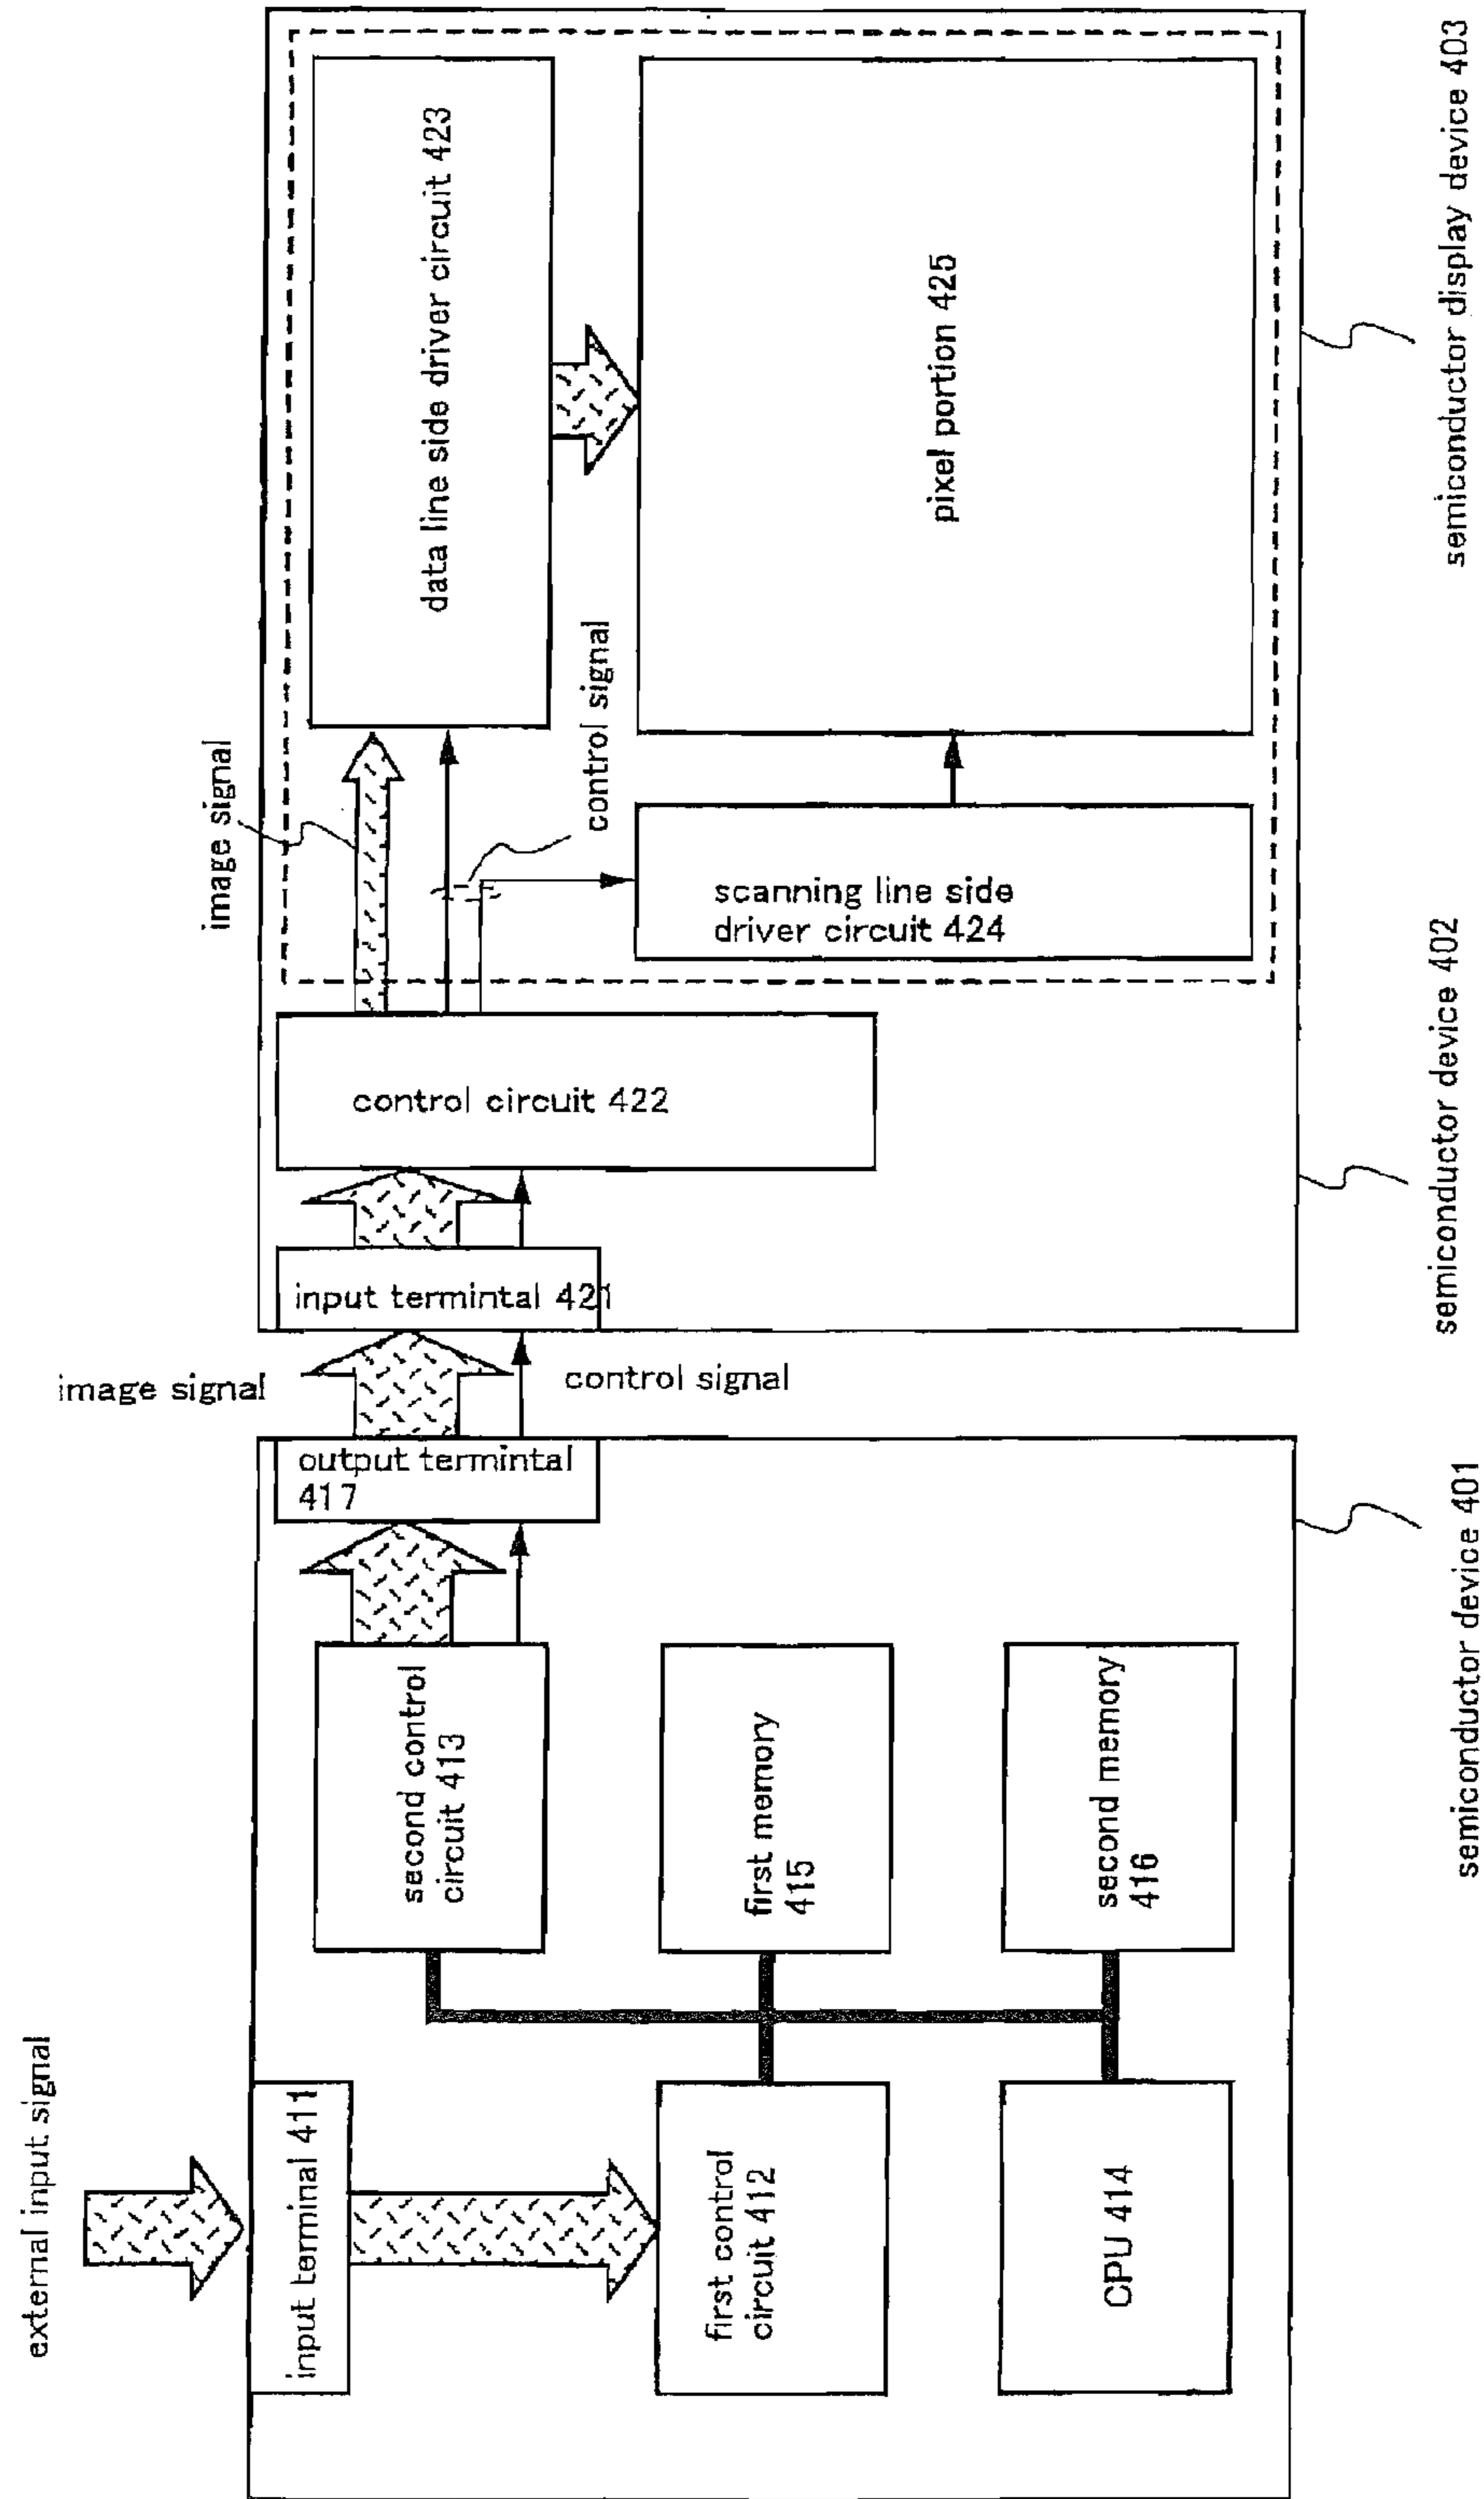 external input signal
input terminal 411
first control
circuit 412
CPU 414
second control
circuit 413
first memory
415
second memory
416
output termintal
417
semiconductor device 401
image signal
control signal
input termintal 421
control circuit 422
semiconductor device 402
image signal
control signal
data line side driver circuit 423
scanning line side
driver circuit 424
pixel portion 425
semiconductor display device 403